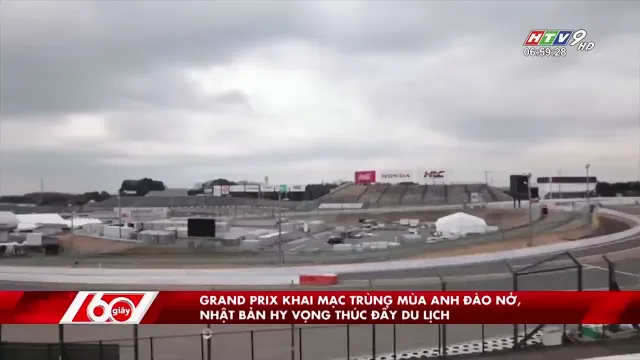 HTV9 HD
06:59:28
HONDA HRC
60 giây
GRAND PRIX KHAI MẠC TRÙNG MÙA ANH ĐÀO NỞ,
NHẬT BẢN HY VỌNG THÚC ĐẨY DU LỊCH